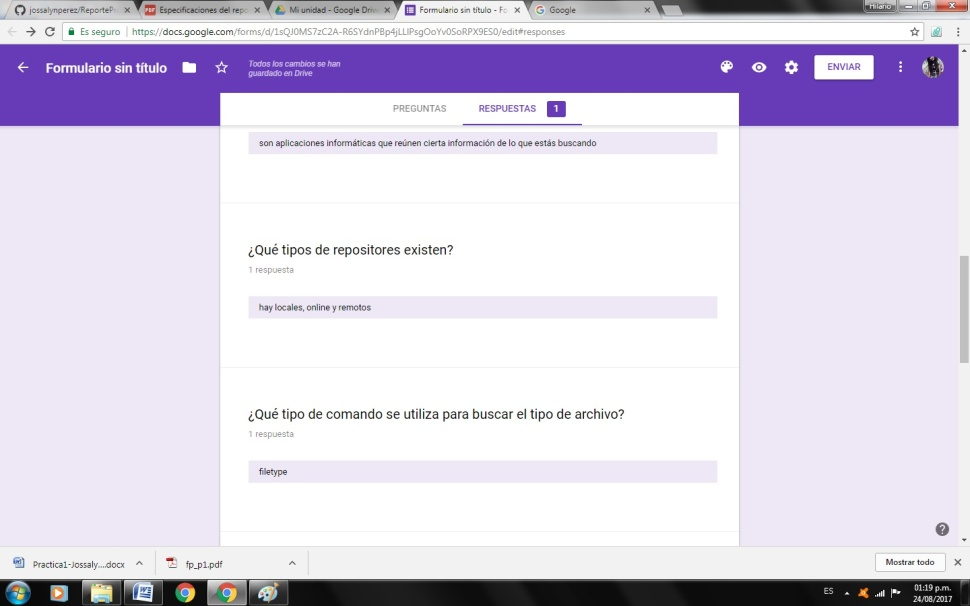 jossalynperez/ReporteP
Especificaciones del repo
Mi unidad - Google Drive
Formulario sin título - Fo
Google
Hilario
Es seguro
https://docs.google.com/forms/d/1sQJ0MS7zC2A-R6SYdnPBp4jLLlPsgOoYv0SoRPX9ES0/edit#responses
Formulario sin título
Todos los cambios se han
guardado en Drive
ENVIAR
PREGUNTAS RESPUESTAS 1
son aplicaciones informáticas que reúnen cierta información de lo que estás buscando
¿Qué tipos de repositores existen?
1 respuesta
hay locales, online y remotos
¿Qué tipo de comando se utiliza para buscar el tipo de archivo?
1 respuesta
filetype
Practica1-Jossaly....docx
fp_p1.pdf
Mostrar todo
ES
01:19 p.m.
24/08/2017